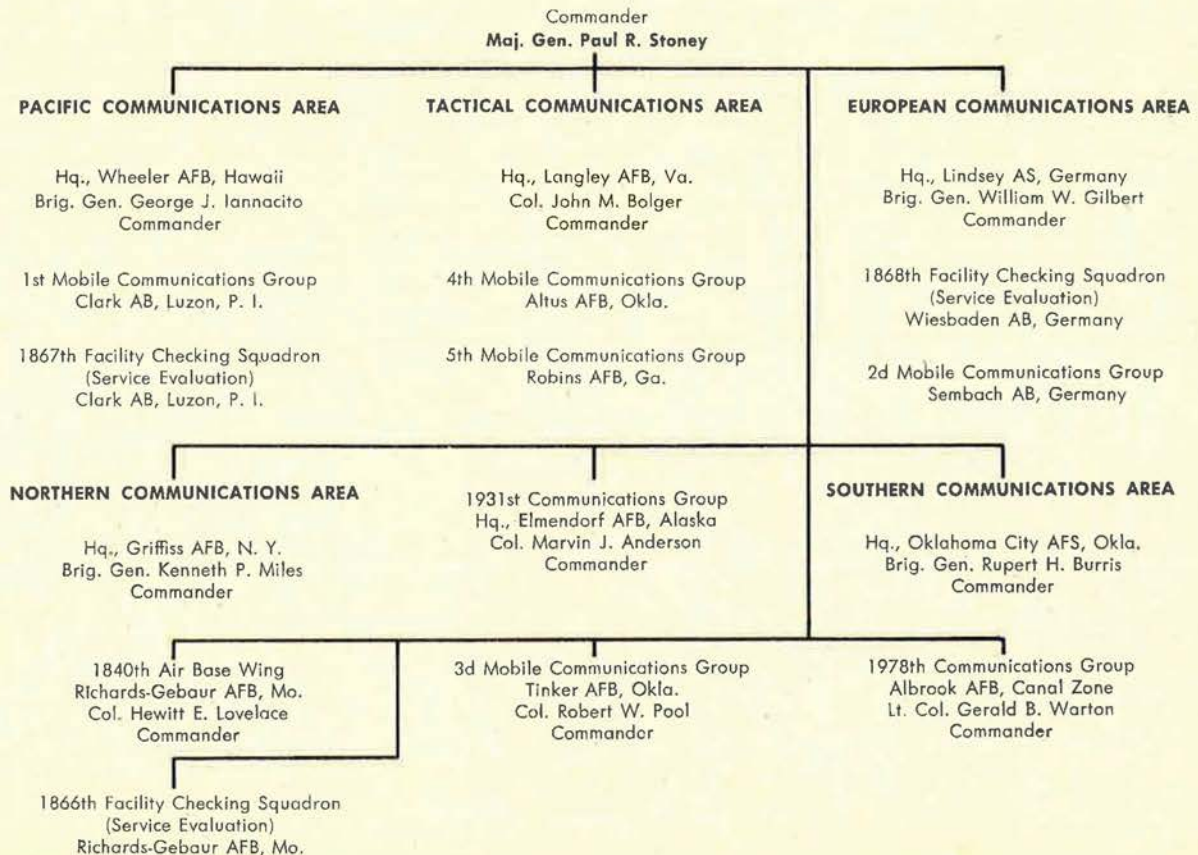 Commander
Maj. Gen. Paul R. Stoney
PACIFIC COMMUNICATIONS AREA
Hq., Wheeler AFB, Hawaii
Brig. Gen. George J. Iannacito
Commander
1st Mobile Communications Group
Clark AB, Luzon, P. I.
1867th Facility Checking Squadron
(Service Evaluation)
Clark AB, Luzon, P. I.
TACTICAL COMMUNICATIONS AREA
Hq., Langley AFB, Va.
Col. John M. Bolger
Commander
4th Mobile Communications Group
Altus AFB, Okla.
5th Mobile Communications Group
Robins AFB, Ga.
EUROPEAN COMMUNICATIONS AREA
Hq., Lindsey AS, Germany
Brig. Gen. William W. Gilbert
Commander
1868th Facility Checking Squadron
(Service Evaluation)
Wiesbaden AB, Germany
2d Mobile Communications Group
Sembach AB, Germany
NORTHERN COMMUNICATIONS AREA
Hq., Griffiss AFB, N. Y.
Brig. Gen. Kenneth P. Miles
Commander
1931st Communications Group
Hq., Elmendorf AFB, Alaska
Col. Marvin J. Anderson
Commander
SOUTHERN COMMUNICATIONS AREA
Hq., Oklahoma City AFS, Okla.
Brig. Gen. Rupert H. Burris
Commander
1840th Air Base Wing
Richards-Gebaur AFB, Mo.
Col. Hewitt E. Lovelace
Commander
3d Mobile Communications Group
Tinker AFB, Okla.
Col. Robert W. Pool
Commander
1978th Communications Group
Albrook AFB, Canal Zone
Lt. Col. Gerald B. Warton
Commander
1866th Facility Checking Squadron
(Service Evaluation)
Richards-Gebaur AFB, Mo.